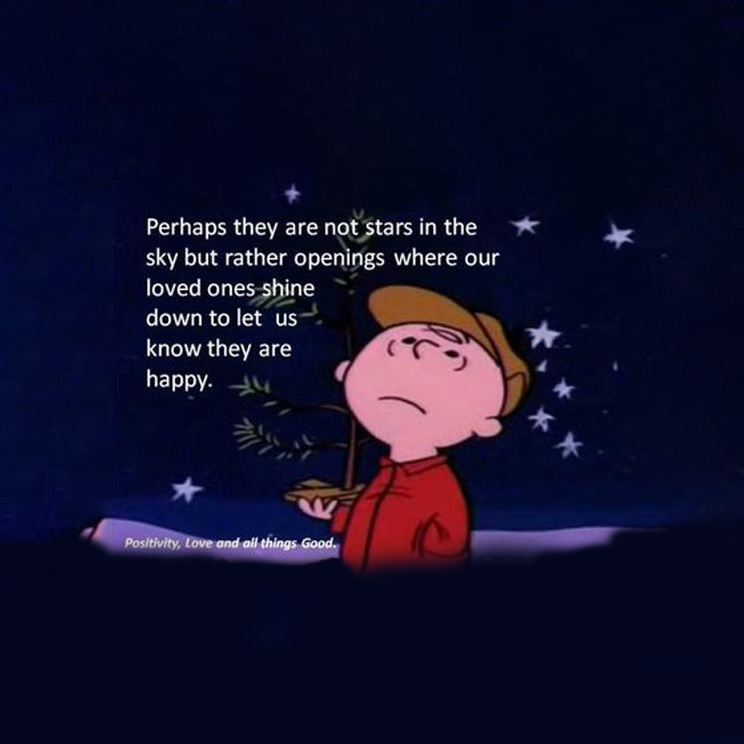 Perhaps they are not stars in the
sky but rather openings where our
loved ones shine
down to let us
know they are
happy.
Positivity, Love and all things Good.